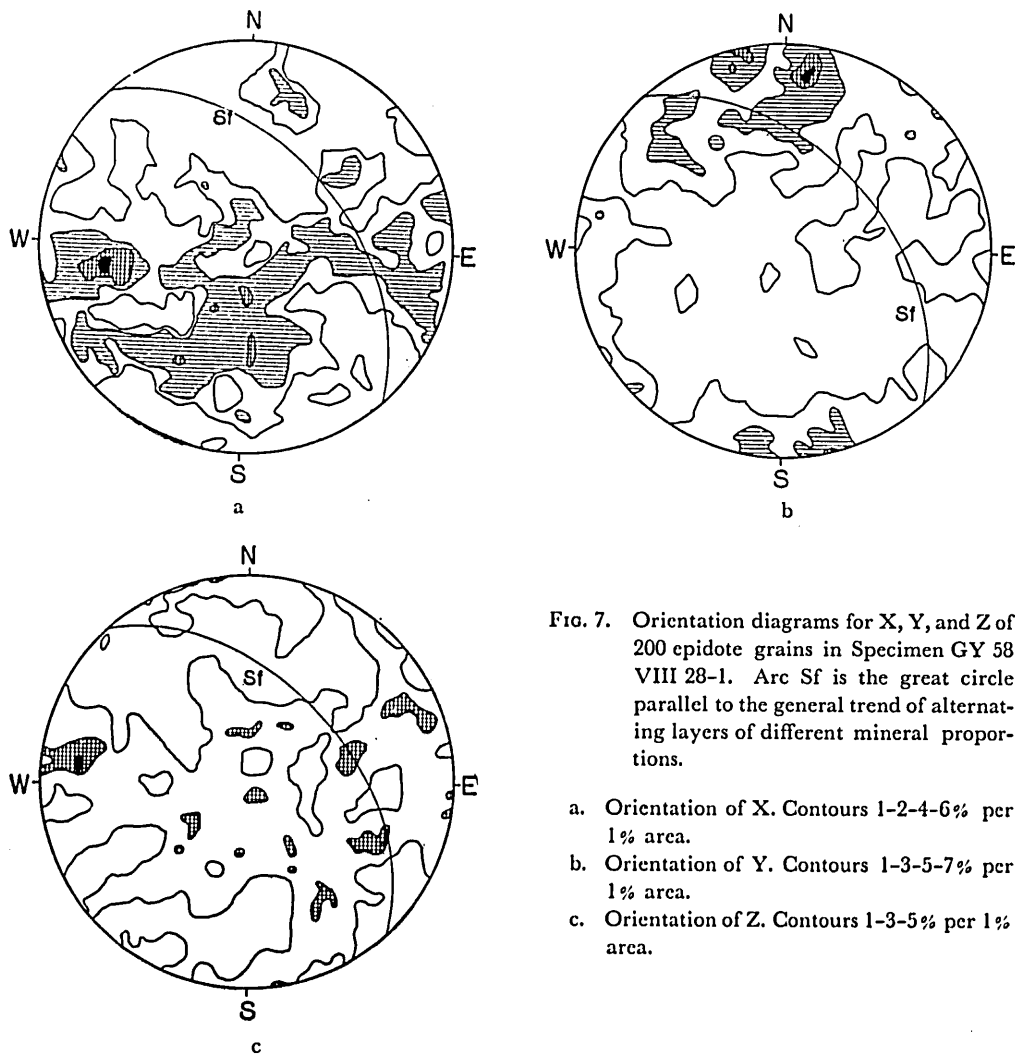 N
N
Sf
W
E
W
E
Sf
S
S
a
b
N
Sf
W
E
S
c
FIG. 7. Orientation diagrams for X, Y, and Z of
200 epidote grains in Specimen GY 58
VIII 28-1. Arc Sf is the great circle
parallel to the general trend of alternat-
ing layers of different mineral propor-
tions.
a. Orientation of X. Contours 1-2-4-6% per
1% area.
b. Orientation of Y. Contours 1-3-5-7% per
1% area.
c. Orientation of Z. Contours 1-3-5% per 1%
area.